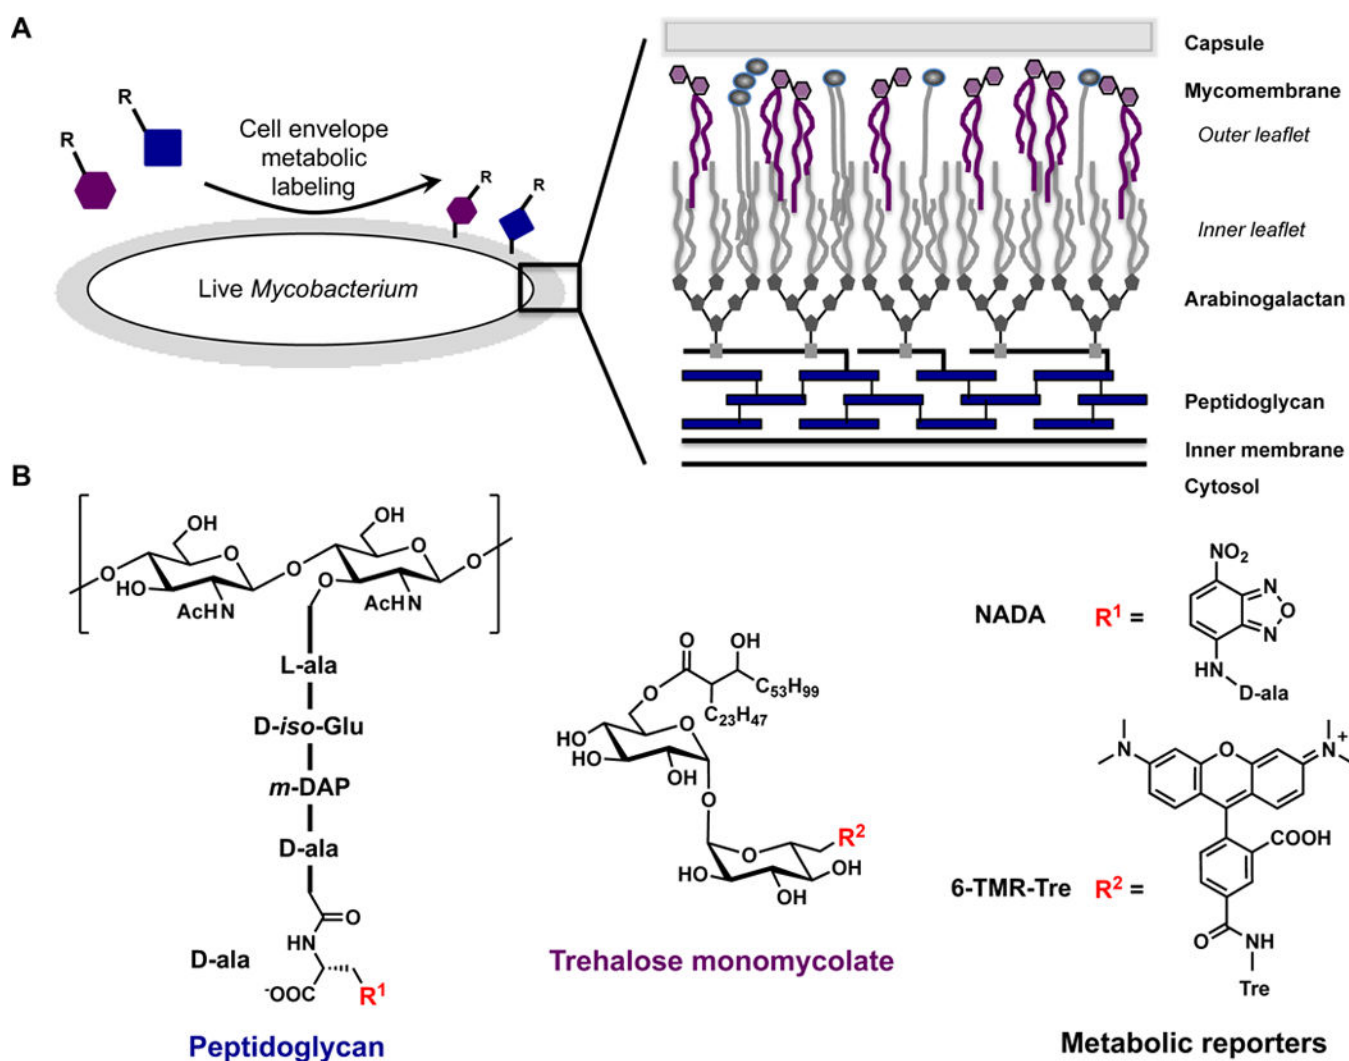 A
R
R
Cell envelope
metabolic
labeling
R
R
Live Mycobacterium
Capsule
Mycomembrane
Outer leaflet
Inner leaflet
Arabinogalactan
Peptidoglycan
Inner membrane
Cytosol
B
OH
O
O
HO
AcHN
O
OH
O
O
AcHN
O
L-ala
D-iso-Glu
m-DAP
D-ala
O
HN
D-ala
-OOC
R¹
Peptidoglycan
O
OH
O
C₅₃H₉₉
C₂₃H₄₇
HO
HO
O
OH
O
O
R²
HO
HO
OH
Trehalose monomycolate
NADA R¹ =
NO₂
N
O
N
HN
D-ala
6-TMR-Tre R² =
N
O
N+
COOH
O
NH
Tre
Metabolic reporters